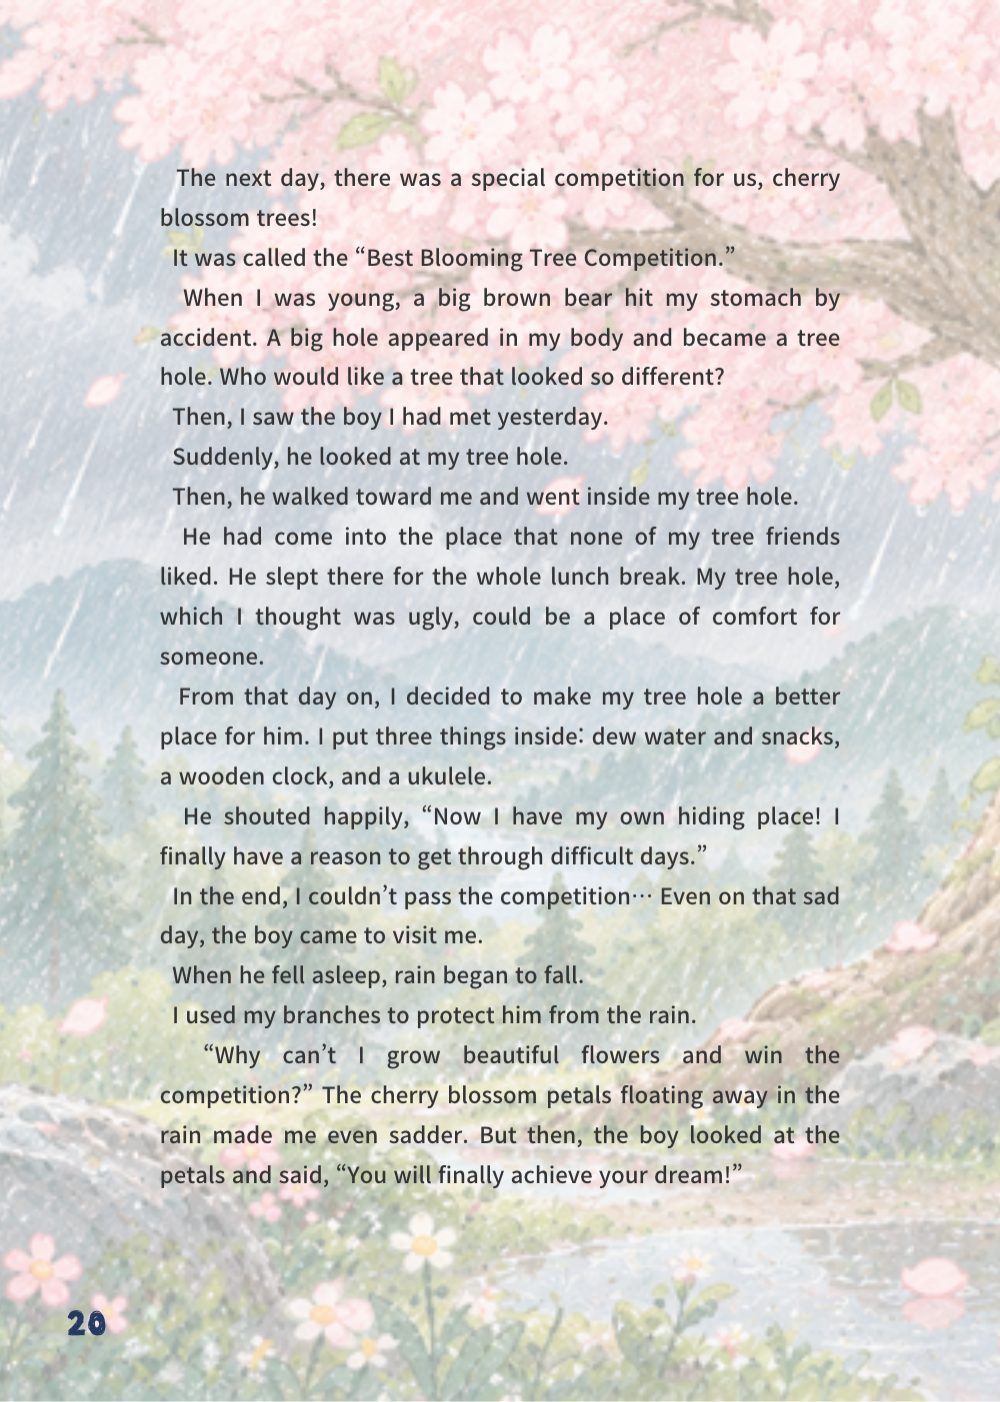 The next day, there was a special competition for us, cherry
blossom trees!
It was called the “Best Blooming Tree Competition.”
When I was young, a big brown bear hit my stomach by
accident. A big hole appeared in my body and became a tree
hole. Who would like a tree that looked so different?
Then, I saw the boy I had met yesterday.
Suddenly, he looked at my tree hole.
Then, he walked toward me and went inside my tree hole.
He had come into the place that none of my tree friends
liked. He slept there for the whole lunch break. My tree hole,
which I thought was ugly, could be a place of comfort for
someone.
From that day on, I decided to make my tree hole a better
place for him. I put three things inside: dew water and snacks,
a wooden clock, and a ukulele.
He shouted happily, “Now I have my own hiding place! I
finally have a reason to get through difficult days.”
In the end, I couldn’t pass the competition⋯ Even on that sad
day, the boy came to visit me.
When he fell asleep, rain began to fall.
I used my branches to protect him from the rain.
“Why can’t I grow beautiful flowers and win the
competition?” The cherry blossom petals floating away in the
rain made me even sadder. But then, the boy looked at the
petals and said, “You will finally achieve your dream!”
20